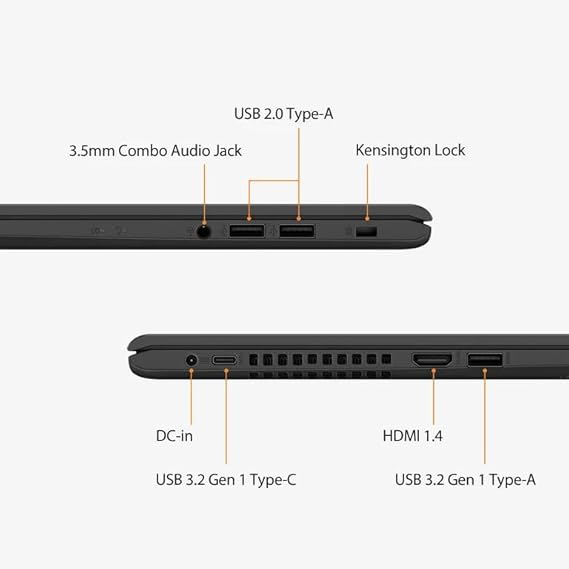 USB 2.0 Type-A
3.5mm Combo Audio Jack
Kensington Lock
DC-in
HDMI 1.4
USB 3.2 Gen 1 Type-C
USB 3.2 Gen 1 Type-A